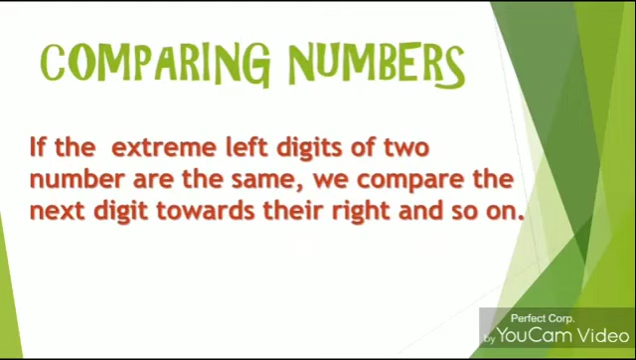 COMPARING NUMBERS
If the extreme left digits of two
number are the same, we compare the
next digit towards their right and so on.
Perfect Corp.
by YouCam Video